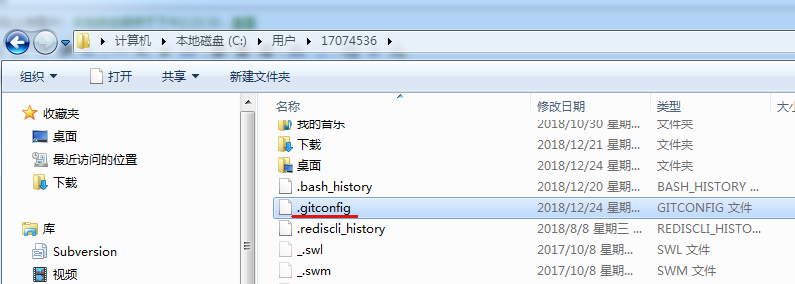 计算机 ▸ 本地磁盘 (C:) ▸ 用户 ▸ 17074536 ▸
组织 打开 共享 新建文件夹
收藏夹
桌面
最近访问的位置
下载
库
Subversion
视频
名称 修改日期 类型 大小
我的音乐 2018/10/30 星期... 文件夹
下载 2018/12/21 星期... 文件夹
桌面 2018/12/24 星期... 文件夹
.bash_history 2018/12/20 星期... BASH_HISTORY ...
.gitconfig 2018/12/24 星期... GITCONFIG 文件
.rediscli_history 2018/8/8 星期三 ... REDISCLI_HISTO...
_.swl 2017/10/8 星期... SWL 文件
_.swm 2017/10/8 星期... SWM 文件